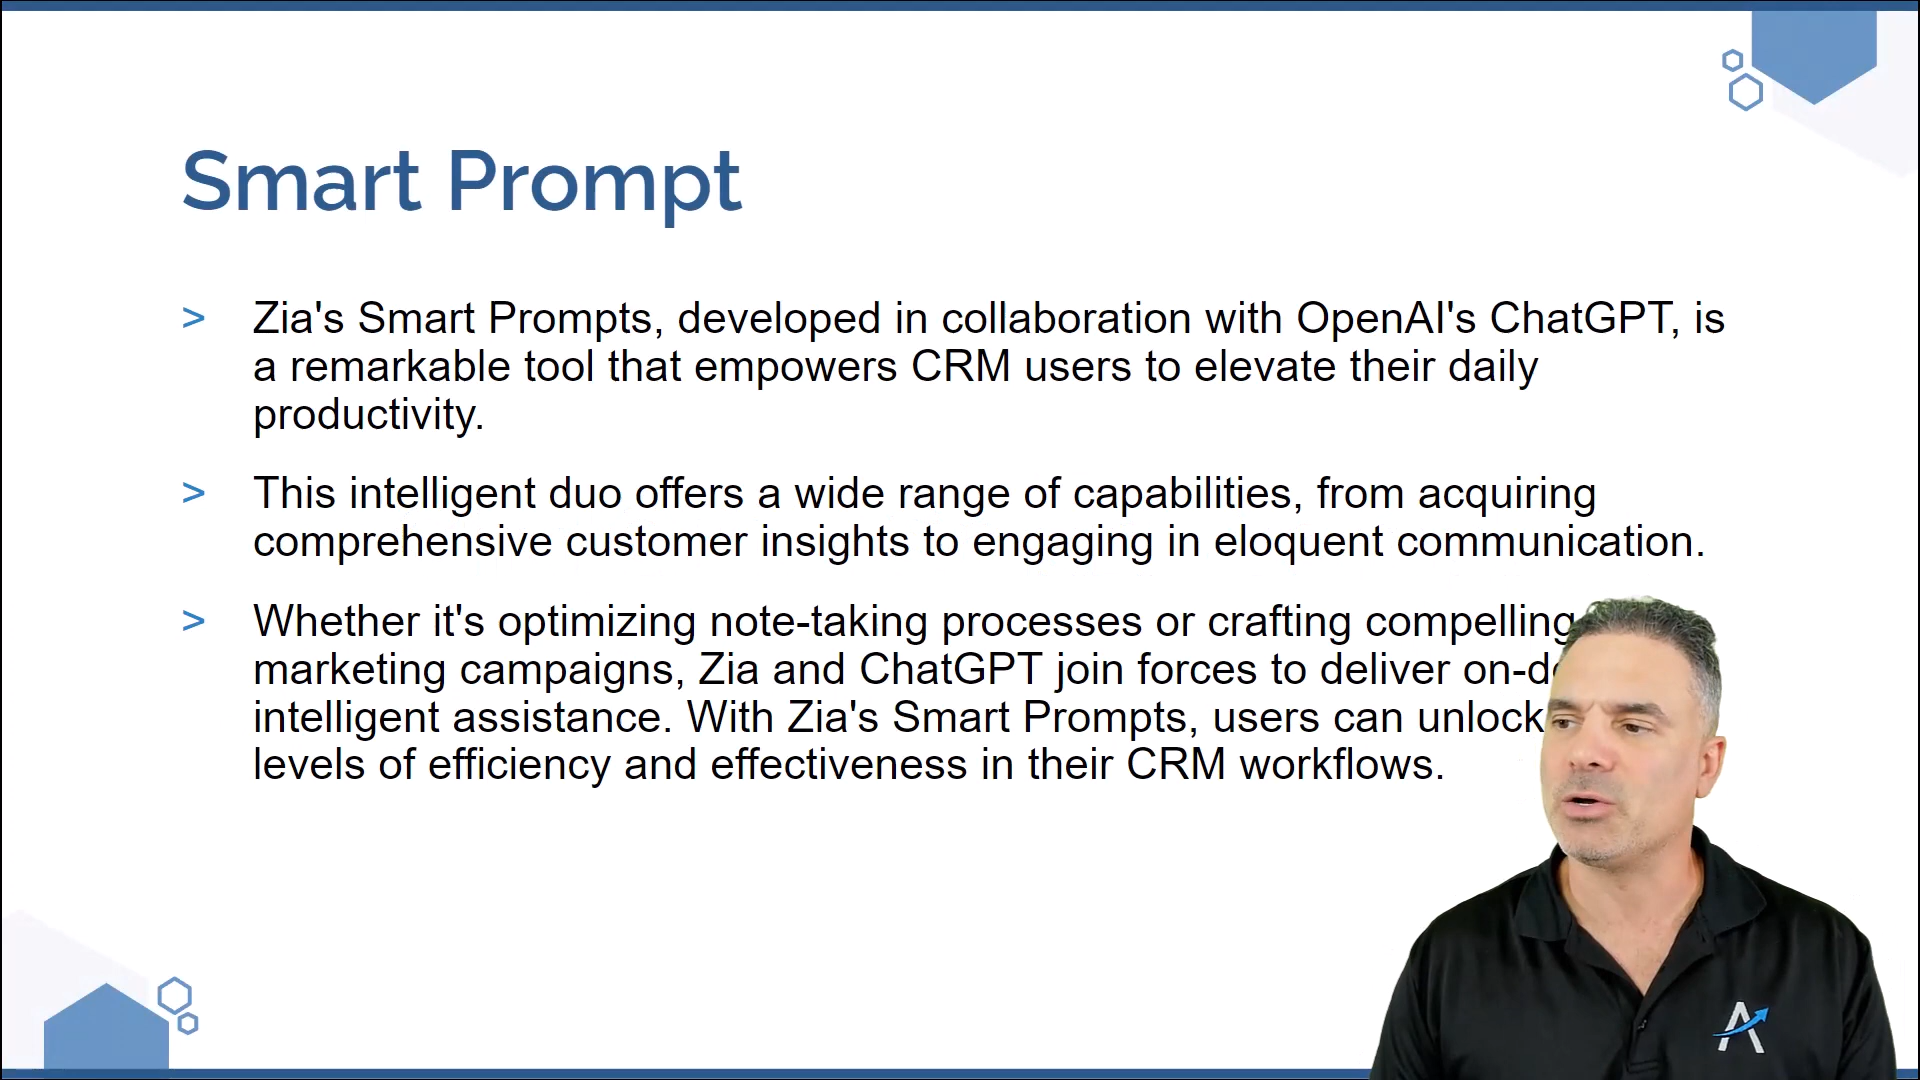 Smart Prompt
> Zia's Smart Prompts, developed in collaboration with OpenAI's ChatGPT, is
a remarkable tool that empowers CRM users to elevate their daily
productivity.
> This intelligent duo offers a wide range of capabilities, from acquiring
comprehensive customer insights to engaging in eloquent communication.
> Whether it's optimizing note-taking processes or crafting compelling
marketing campaigns, Zia and ChatGPT join forces to deliver
intelligent assistance. With Zia's Smart Prompts, users can unlock
levels of efficiency and effectiveness in their CRM workflows.